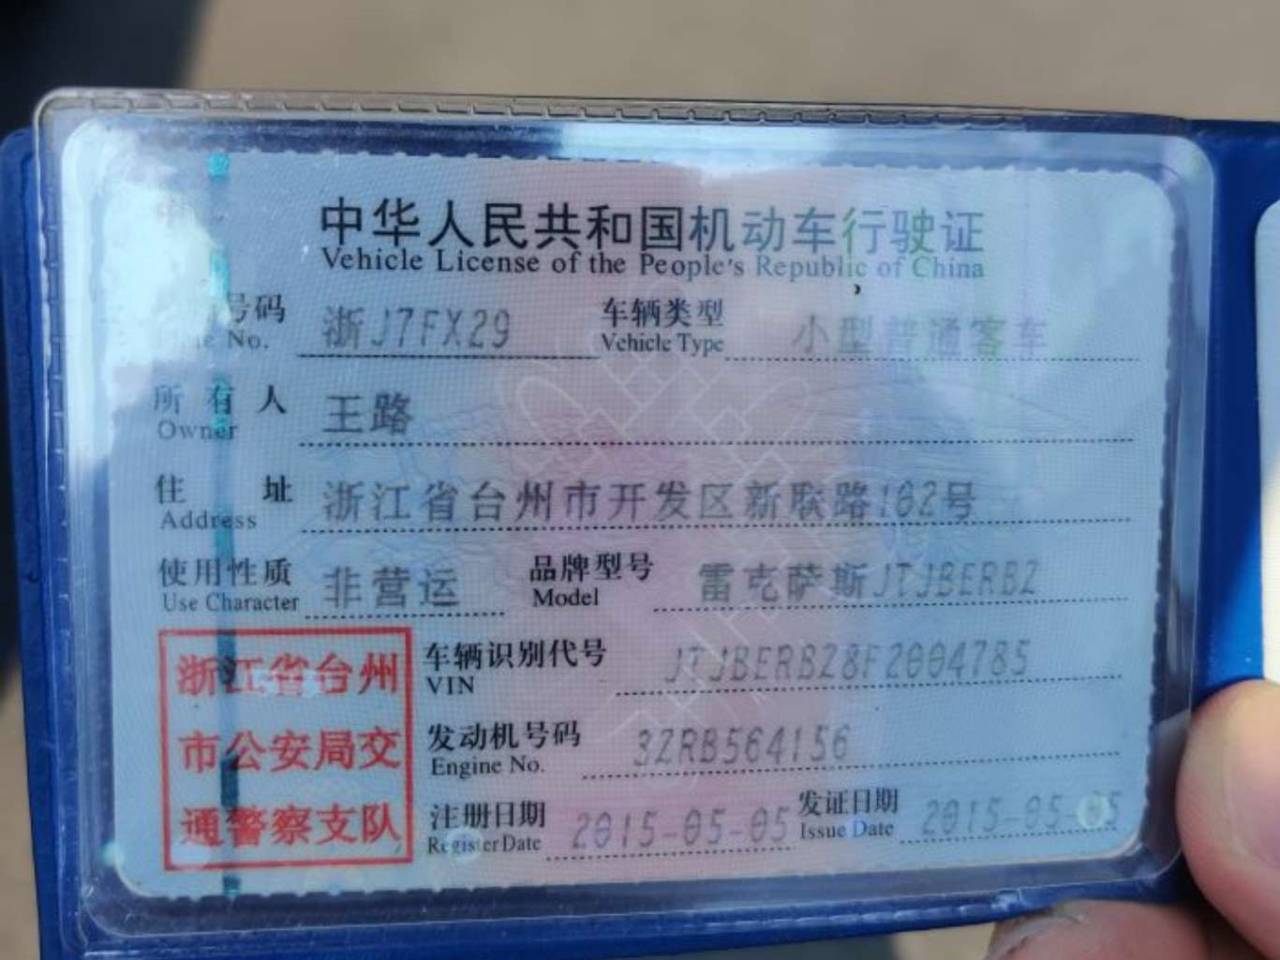 中华人民共和国机动车行驶证
Vehicle License of the People's Republic of China
号码 浙J7FX29 车辆类型 小型普通客车
No. Vehicle Type
所有人 王路
Owner
住址 浙江省台州市开发区新联路102号
Address
使用性质 非营运 品牌型号 雷克萨斯JTJBERBZ
Use Character Model
浙江省台州
市公安局交
通警察支队
车辆识别代号 JTJBERBZ8F2004785
VIN
发动机号码 3ZRB564156
Engine No.
注册日期 2015-05-05 发证日期 2015-05-05
Register Date Issue Date